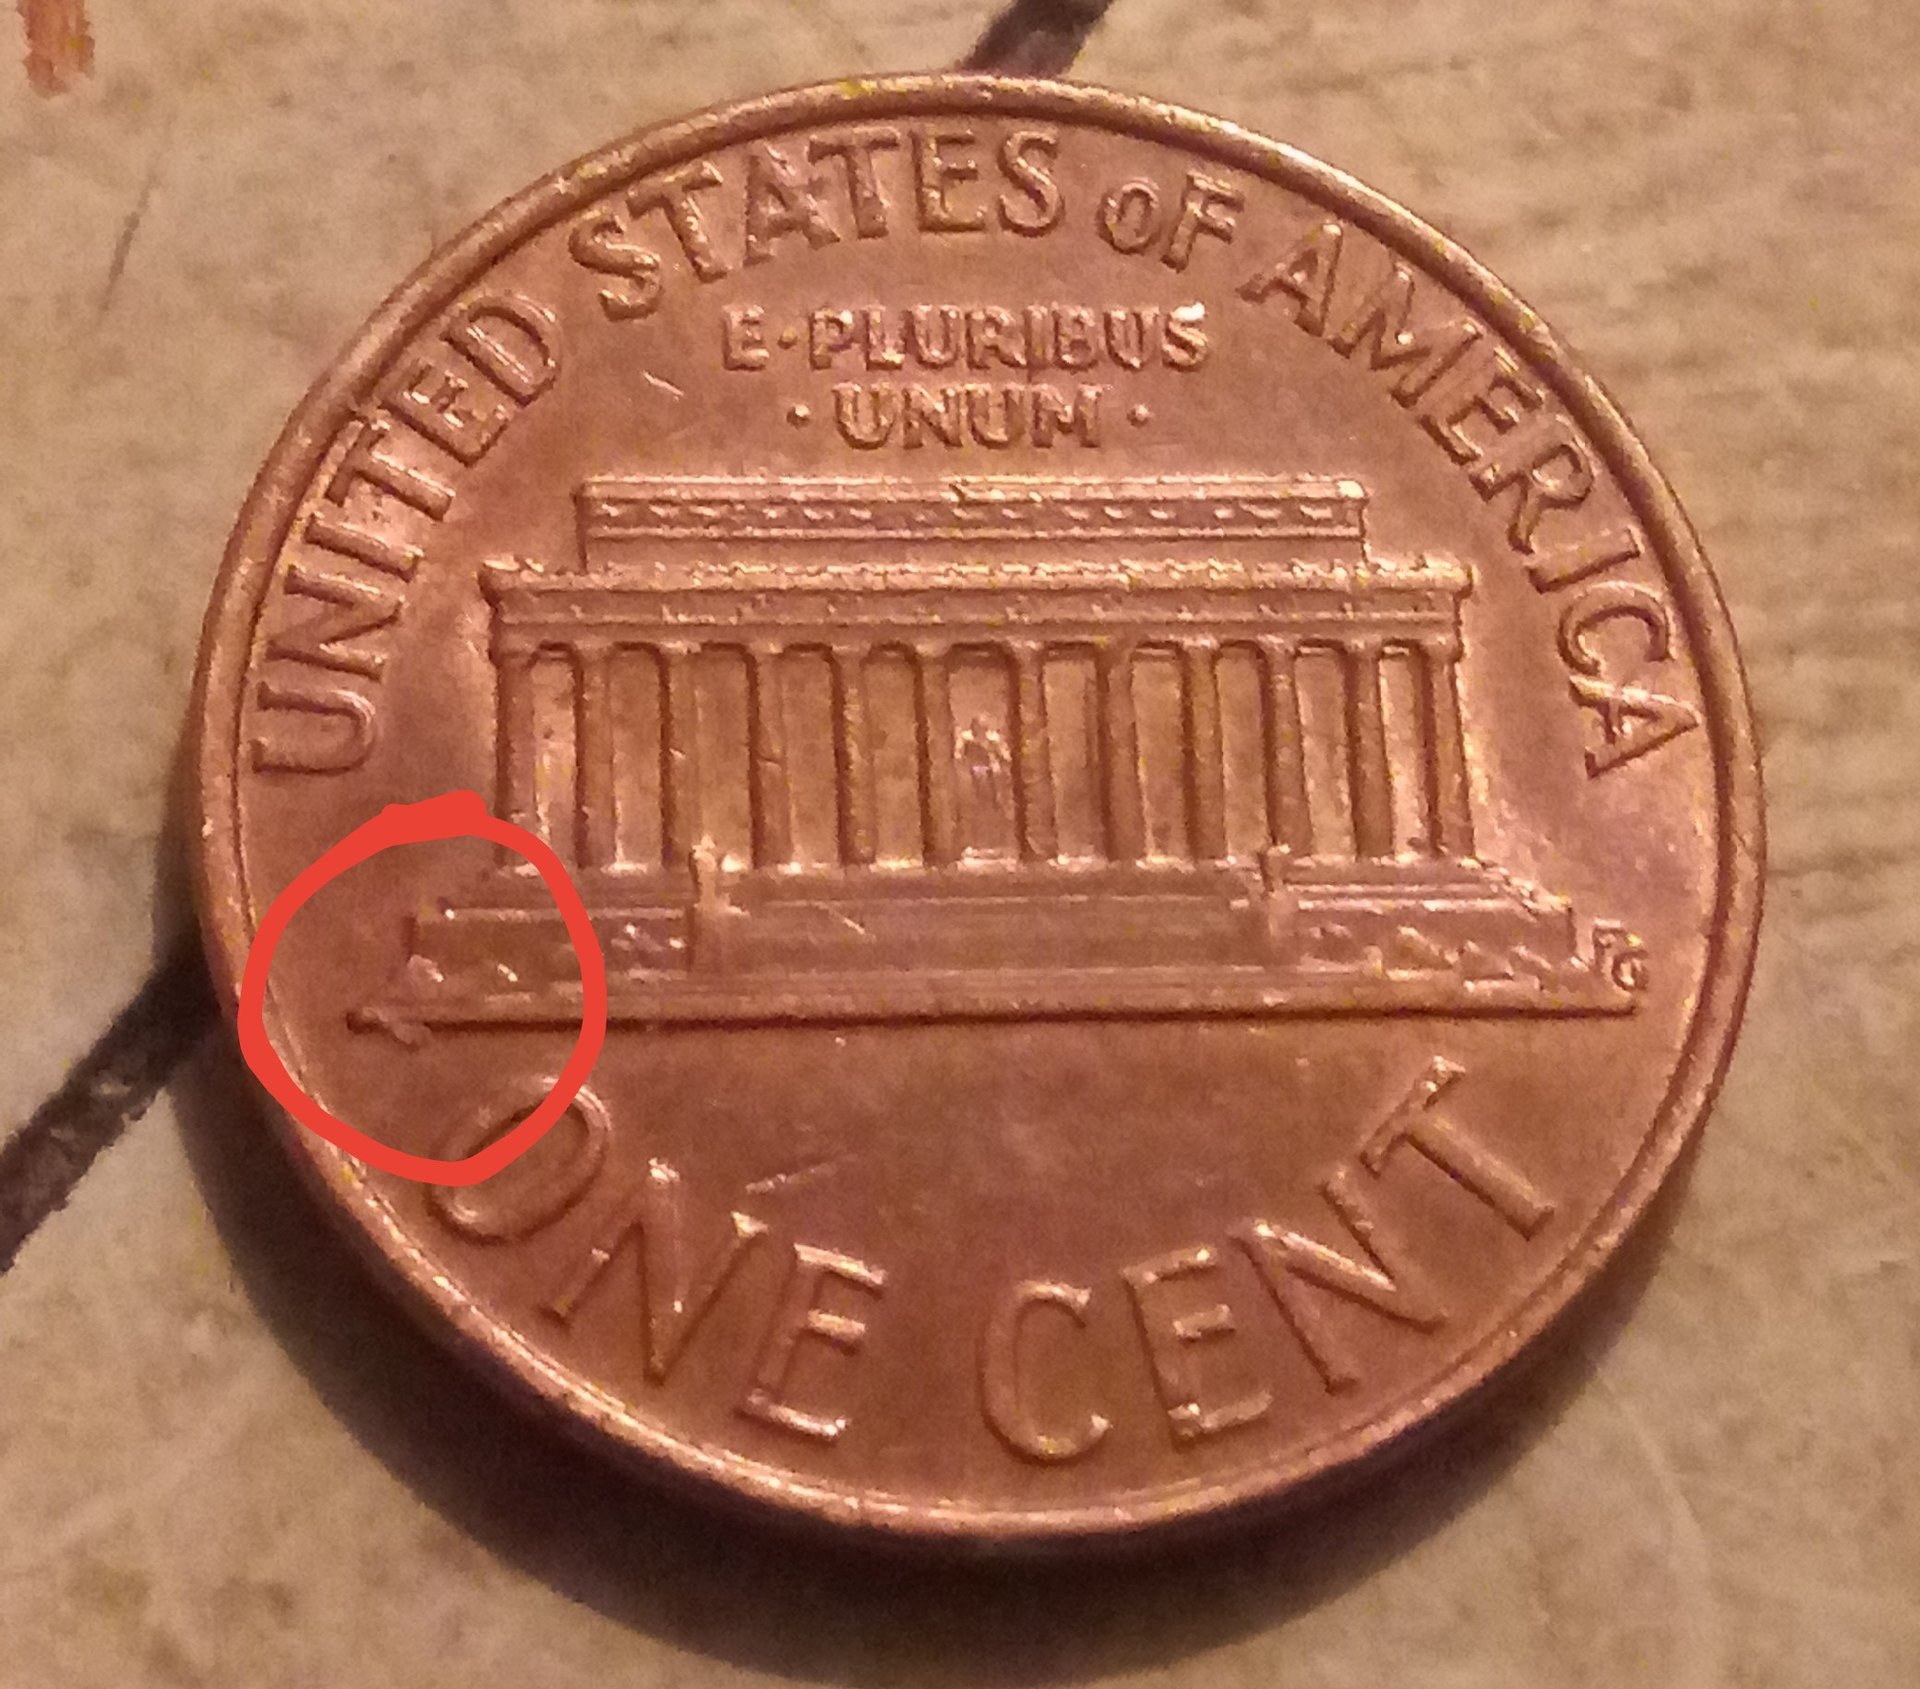 UNITED STATES OF AMERICA
E·PLURIBUS
·UNUM·
FG
ONE CENT